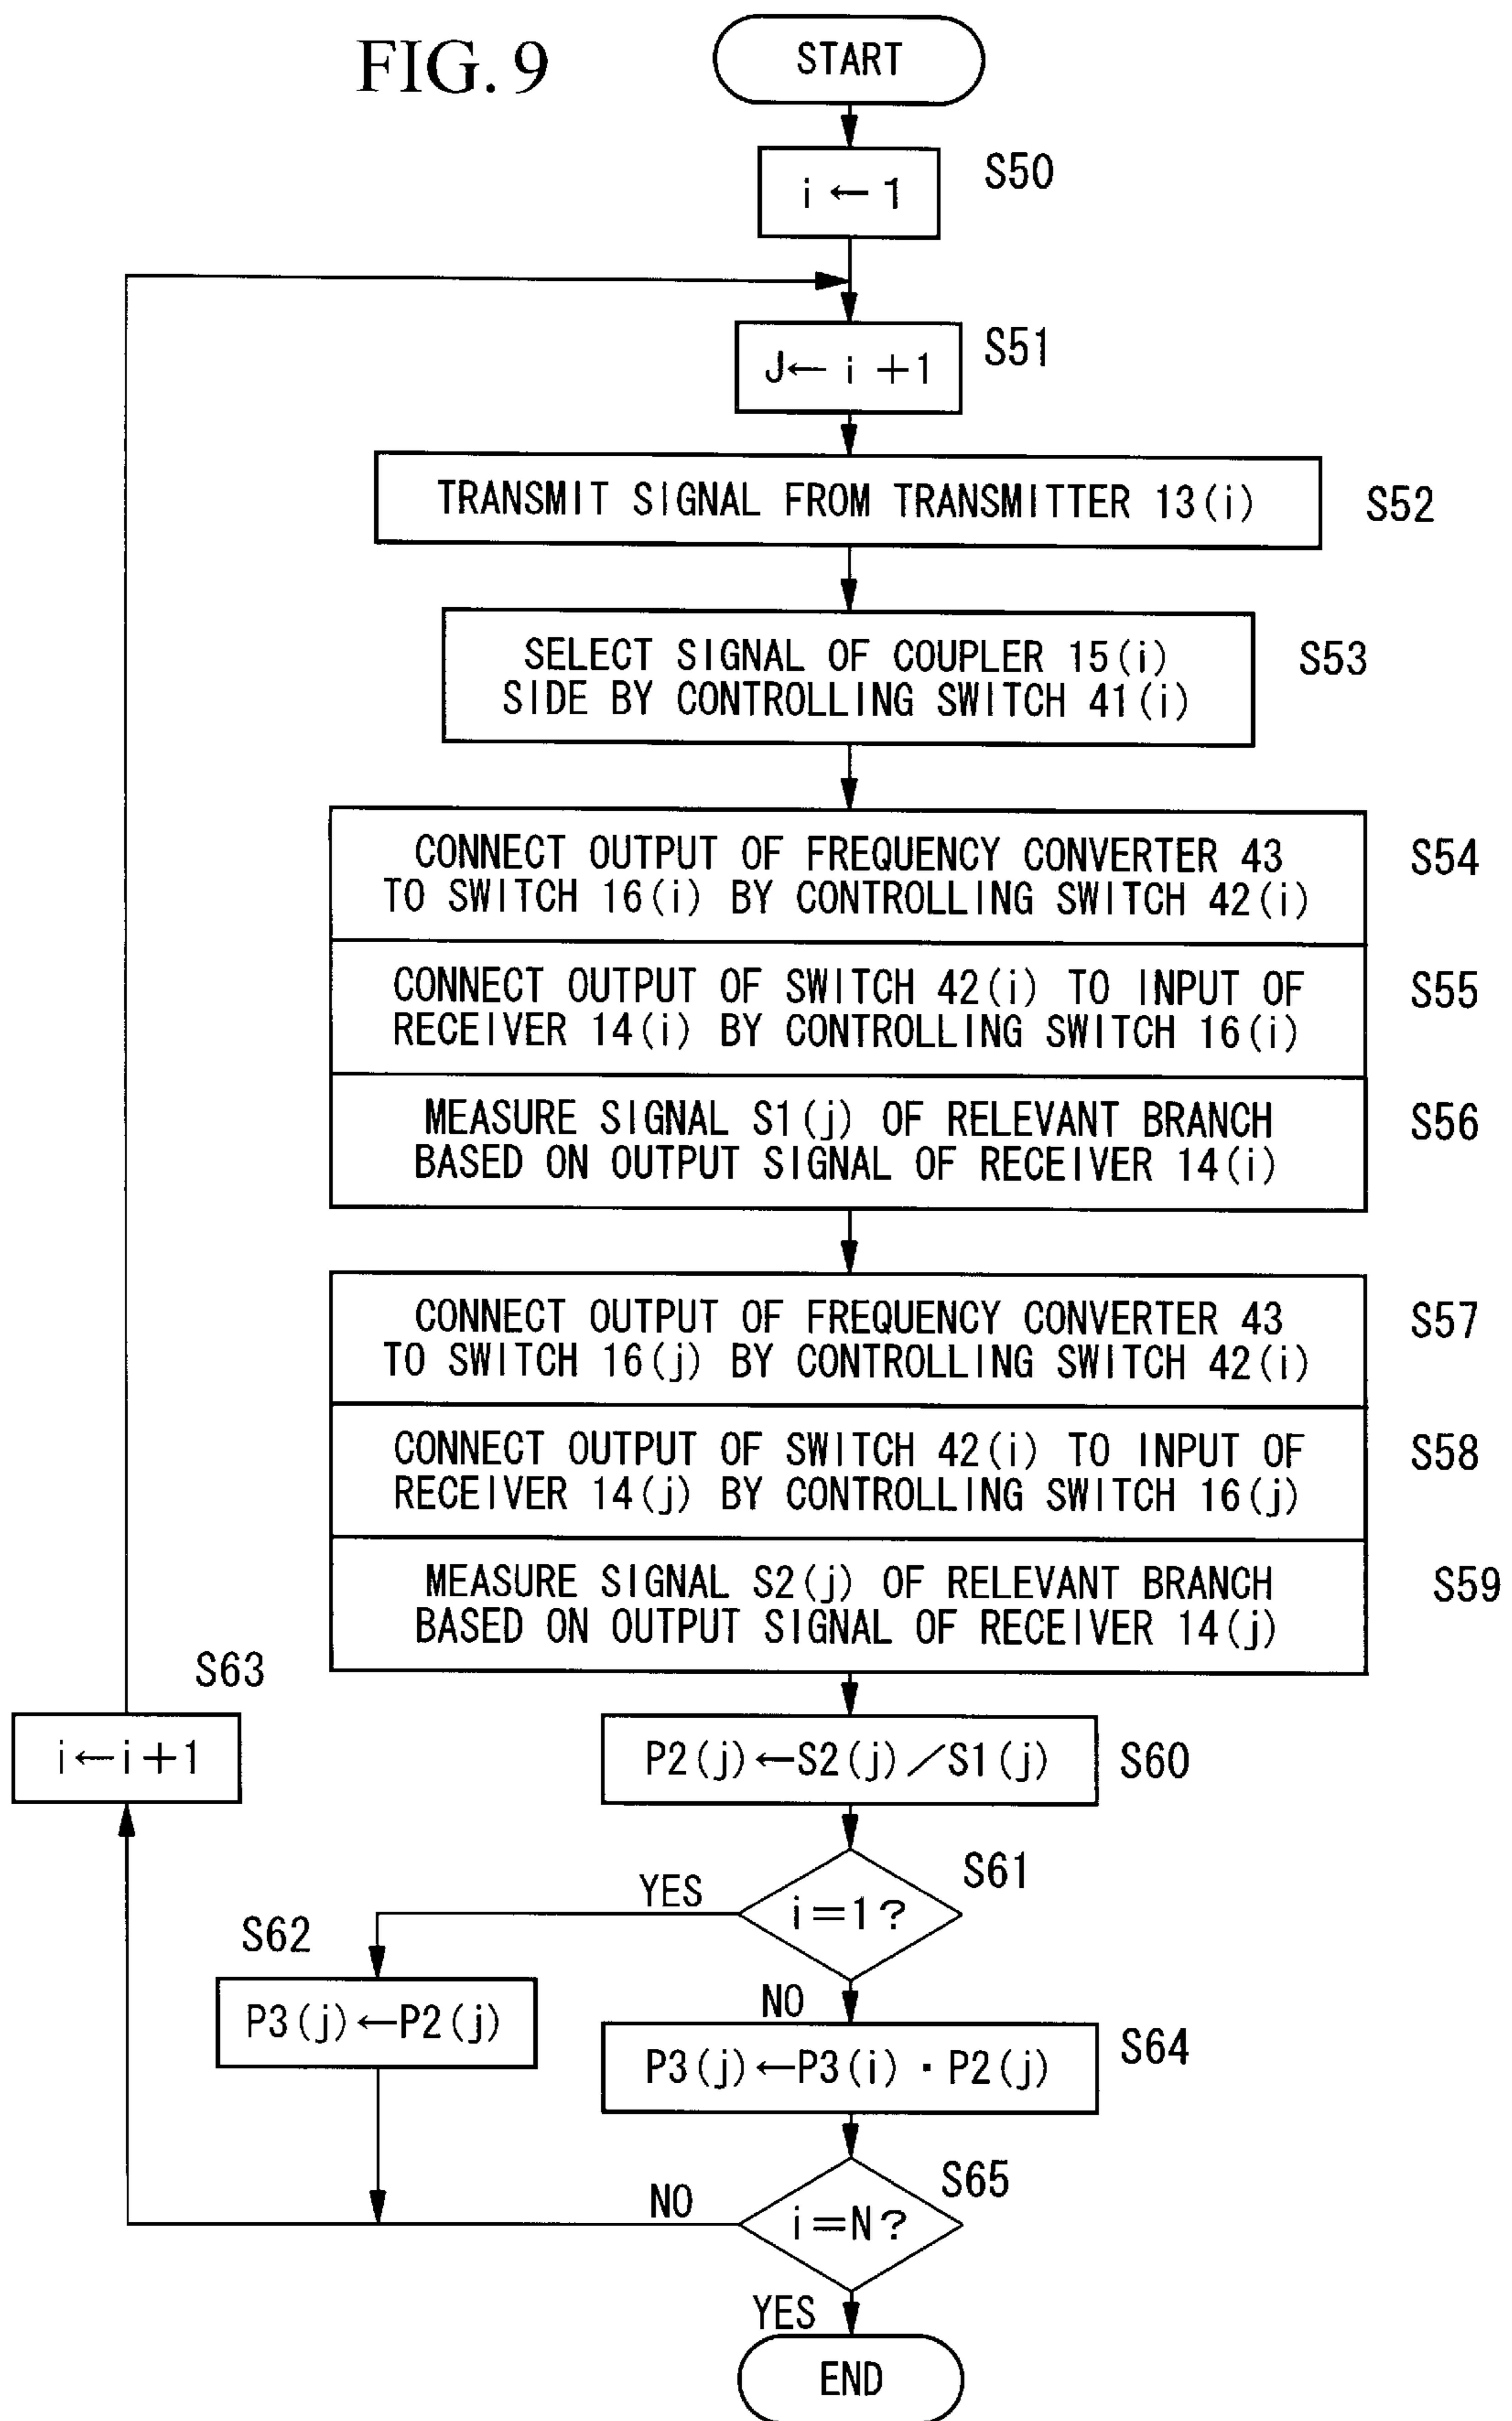 FIG. 9
START
S50
i ← 1
S51
J← i +1
TRANSMIT SIGNAL FROM TRANSMITTER 13(i)
S52
SELECT SIGNAL OF COUPLER 15(i)
SIDE BY CONTROLLING SWITCH 41(i)
S53
CONNECT OUTPUT OF FREQUENCY CONVERTER 43
TO SWITCH 16(i) BY CONTROLLING SWITCH 42(i)
S54
CONNECT OUTPUT OF SWITCH 42(i) TO INPUT OF
RECEIVER 14(i) BY CONTROLLING SWITCH 16(i)
S55
MEASURE SIGNAL S1(j) OF RELEVANT BRANCH
BASED ON OUTPUT SIGNAL OF RECEIVER 14(i)
S56
CONNECT OUTPUT OF FREQUENCY CONVERTER 43
TO SWITCH 16(j) BY CONTROLLING SWITCH 42(i)
S57
CONNECT OUTPUT OF SWITCH 42(i) TO INPUT OF
RECEIVER 14(j) BY CONTROLLING SWITCH 16(j)
S58
MEASURE SIGNAL S2(j) OF RELEVANT BRANCH
BASED ON OUTPUT SIGNAL OF RECEIVER 14(j)
S59
S63
i←i+1
P2(j)←S2(j)／S1(j)
S60
S61
YES
i=1?
S62
NO
P3(j)←P2(j)
P3(j)←P3(i)・P2(j)
S64
S65
NO
i=N?
YES
END